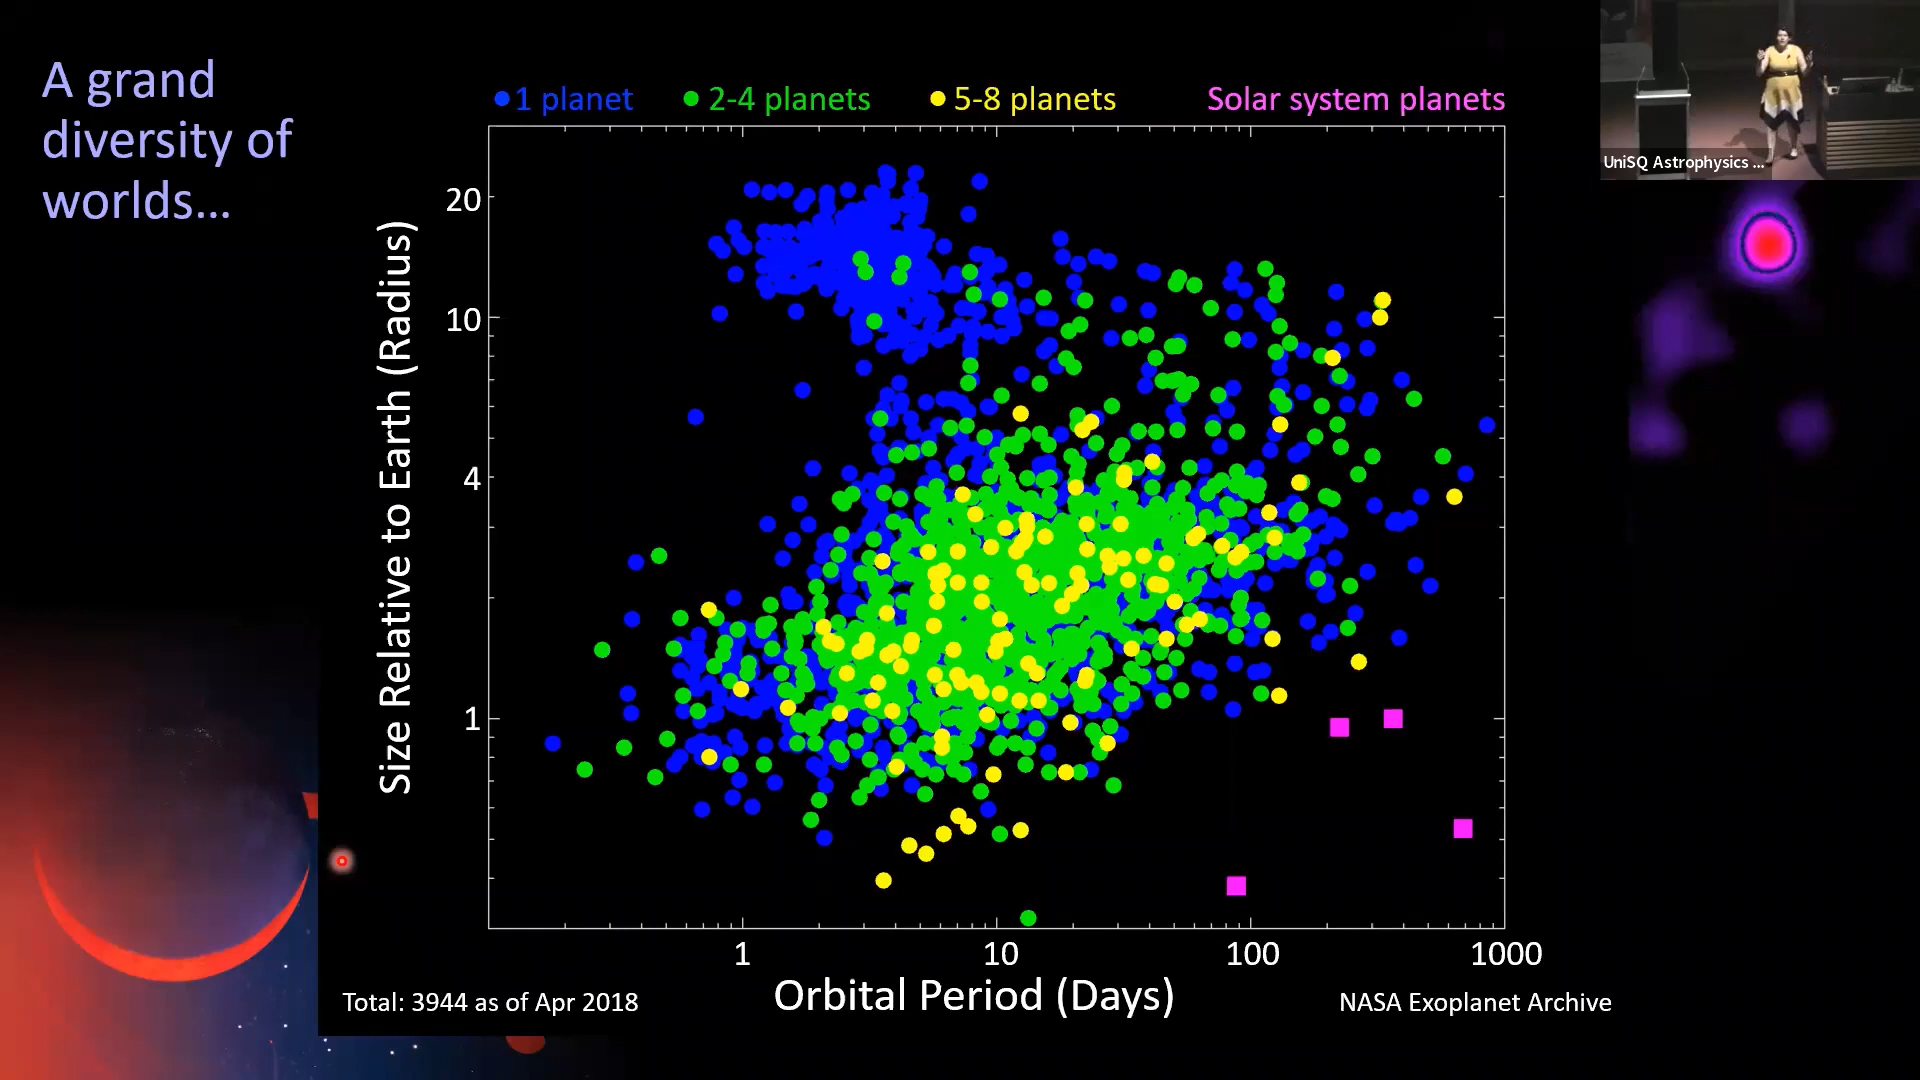 A grand
diversity of
worlds...
1 planet
2-4 planets
5-8 planets
Solar system planets
Size Relative to Earth (Radius)
20
10
4
1
1
10
100
1000
Orbital Period (Days)
Total: 3944 as of Apr 2018
NASA Exoplanet Archive
UniSQ Astrophysics ...